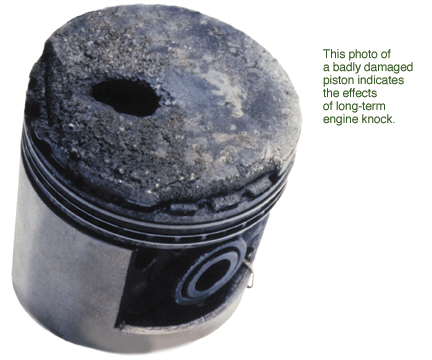 This photo of
a badly damaged
piston indicates
the effects
of long-term
engine knock.